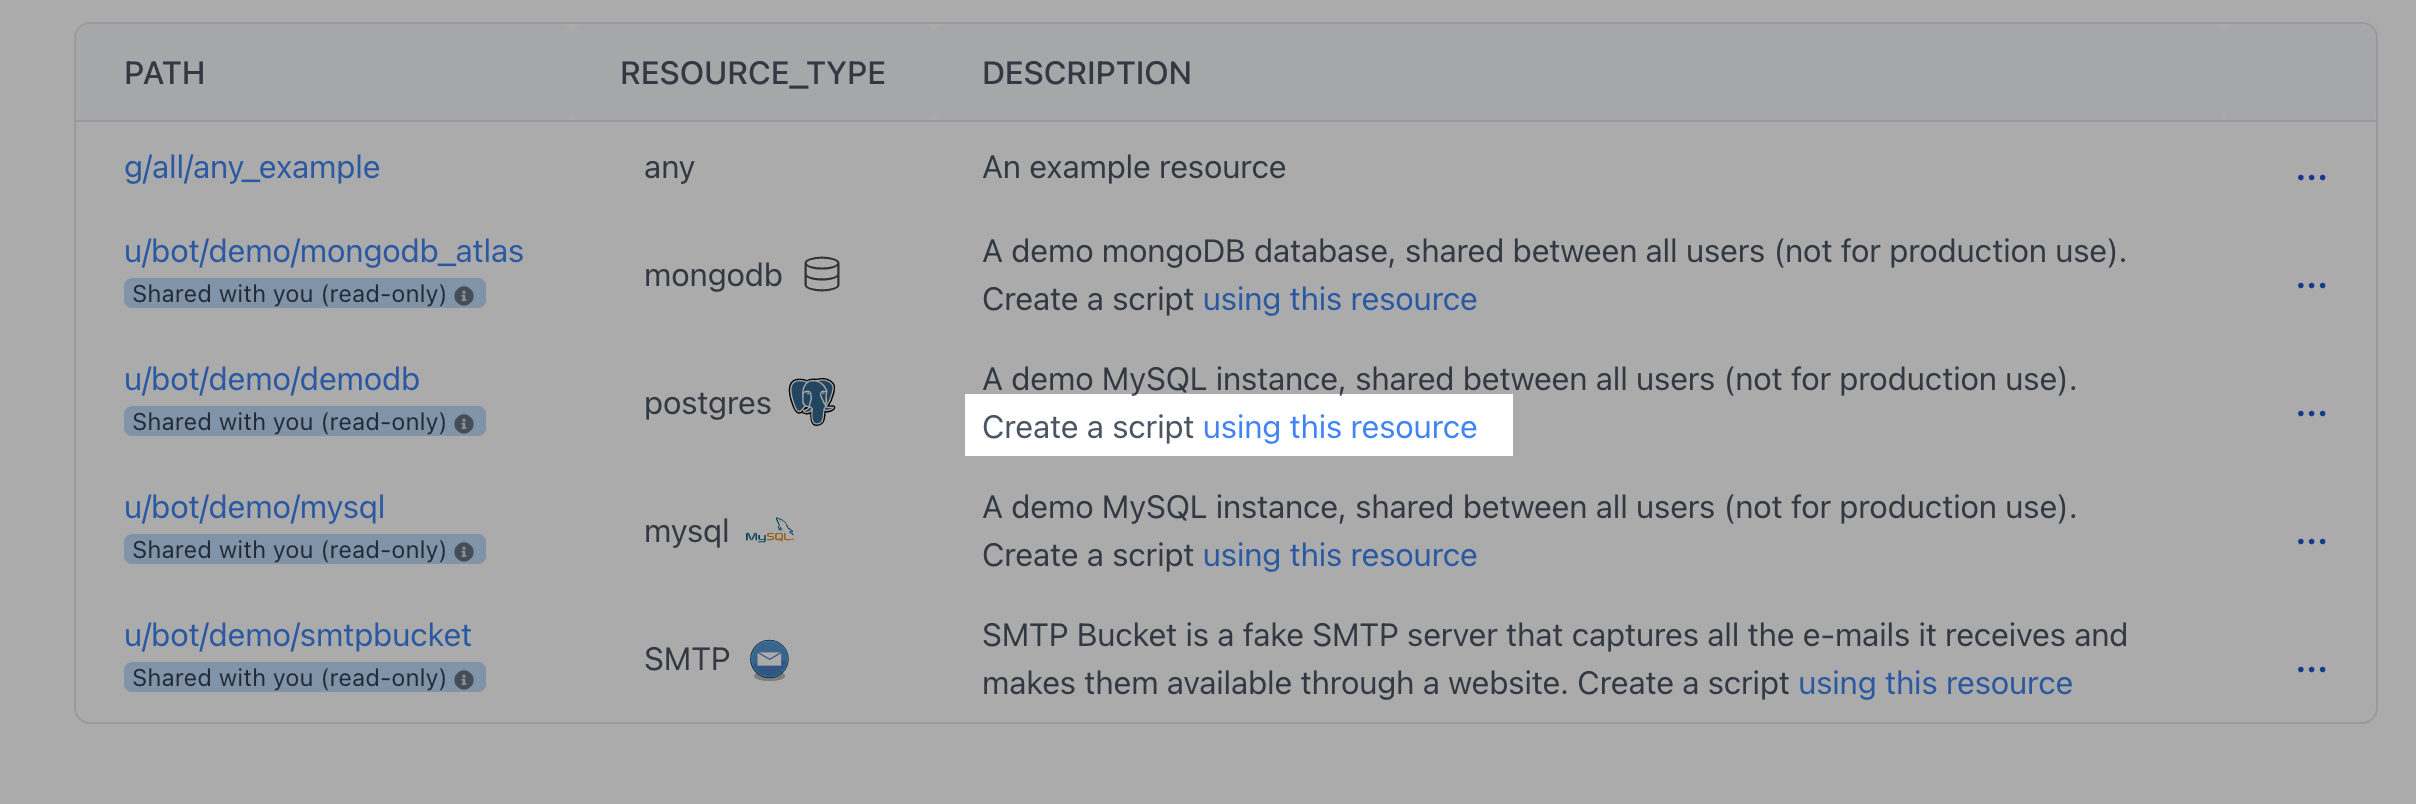 PATH RESOURCE_TYPE DESCRIPTION
g/all/any_example any An example resource
u/bot/demo/mongodb_atlas A demo mongoDB database, shared between all users (not for production use).
mongodb
Shared with you (read-only) Create a script using this resource
u/bot/demo/demodb A demo MySQL instance, shared between all users (not for production use).
postgres
Shared with you (read-only) Create a script using this resource
u/bot/demo/mysql A demo MySQL instance, shared between all users (not for production use).
mysql MySQL
Shared with you (read-only) Create a script using this resource
u/bot/demo/smtpbucket SMTP Bucket is a fake SMTP server that captures all the e-mails it receives and
SMTP
Shared with you (read-only) makes them available through a website. Create a script using this resource